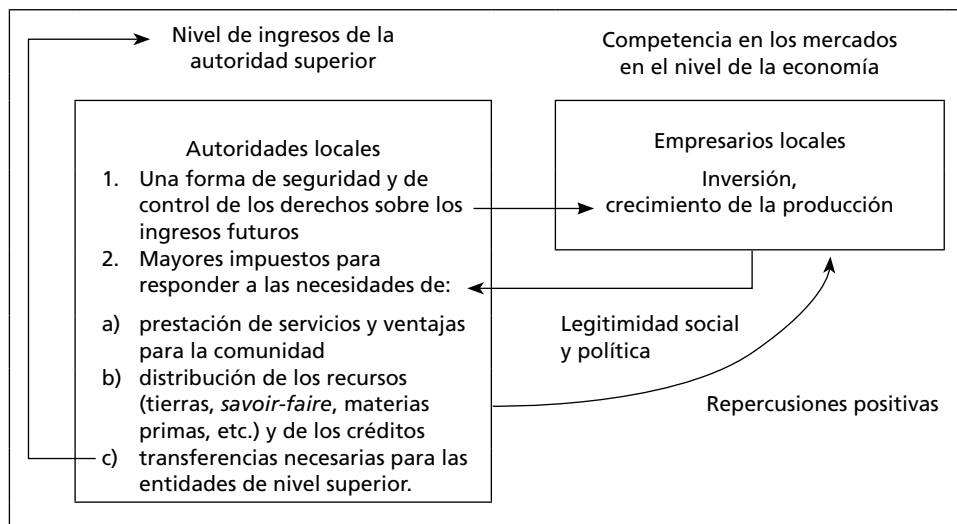 Nivel de ingresos de la
autoridad superior
Competencia en los mercados
en el nivel de la economía
Autoridades locales
1. Una forma de seguridad y de
control de los derechos sobre los
ingresos futuros
2. Mayores impuestos para
responder a las necesidades de:
a) prestación de servicios y ventajas
para la comunidad
b) distribución de los recursos
(tierras, savoir-faire, materias
primas, etc.) y de los créditos
c) transferencias necesarias para las
entidades de nivel superior.
Empresarios locales
Inversión,
crecimiento de la producción
Legitimidad social
y política
Repercusiones positivas